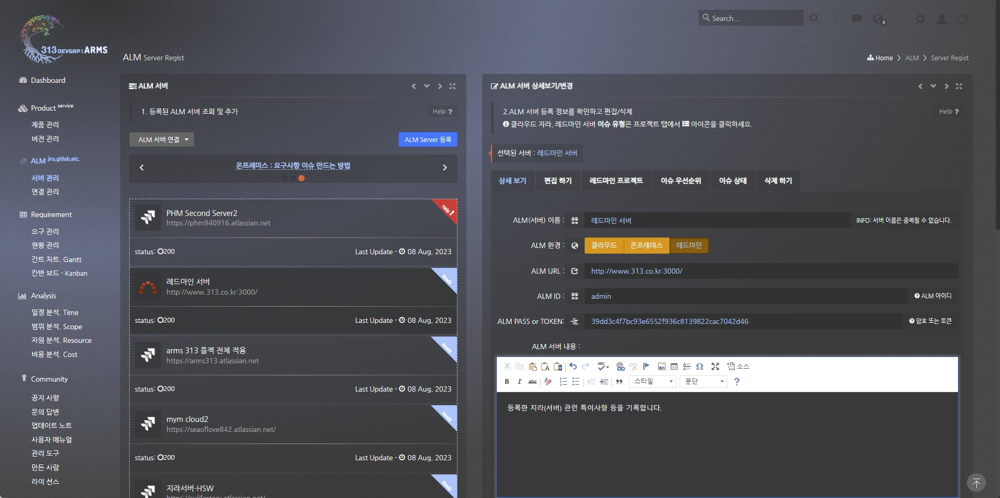 Search...
3
313 DEVGRP : ARMS
ALM Server Regist
Home > ALM > Server Regist
Dashboard
Product service
제품 관리
버전 관리
ALM jira,gitlab,etc.
서버 관리
연결 관리
Requirement
요구 관리
현황 관리
간트 차트. Gantt
칸반 보드 - Kanban
Analysis
일정 분석. Time
범위 분석. Scope
자원 분석. Resource
비용 분석. Cost
Community
공지 사항
문의 답변
업데이트 노트
사용자 메뉴얼
관리 도구
만든 사람
라이 선스
ALM 서버
1. 등록된 ALM 서버 조회 및 추가
Help ?
ALM 서버 연결
ALM Server 등록
온프레미스 : 요구사항 이슈 만드는 방법
PHM Second Server2
https://phm940916.atlassian.net
Help !
status: 200
Last Update - 08 Aug, 2023
레드마인 서버
http://www.313.co.kr:3000/
Ready
status: 200
Last Update - 08 Aug, 2023
arms 313 플젝 전체 적용
https://arms313.atlassian.net
Ready
status: 200
Last Update - 08 Aug, 2023
mym cloud2
https://seaoflove842.atlassian.net/
Ready
status: 200
Last Update - 08 Aug, 2023
지라서버-HSW
Ready
ALM 서버 상세보기/변경
2.ALM 서버 등록 정보를 확인하고 편집/삭제
클라우드 지라, 레드마인 서버 이슈 유형은 프로젝트 탭에서 아이콘을 클릭하세요.
Help ?
선택된 서버 : 레드마인 서버
상세 보기
편집 하기
레드마인 프로젝트
이슈 우선순위
이슈 상태
삭제 하기
ALM(서버) 이름 :
레드마인 서버
INFO: 서버 이름은 중복될 수 없습니다.
ALM 환경 :
클라우드
온프레미스
레드마인
ALM URL :
http://www.313.co.kr:3000/
ALM ID :
admin
ALM 아이디
ALM PASS or TOKEN:
39dd3c4f7bc93e6552f936c8139822cac7042d46
암호 또는 토큰
ALM 서버 내용 :
소스
스타일
문단
등록한 지라(서버) 관련 특이사항 등을 기록합니다.